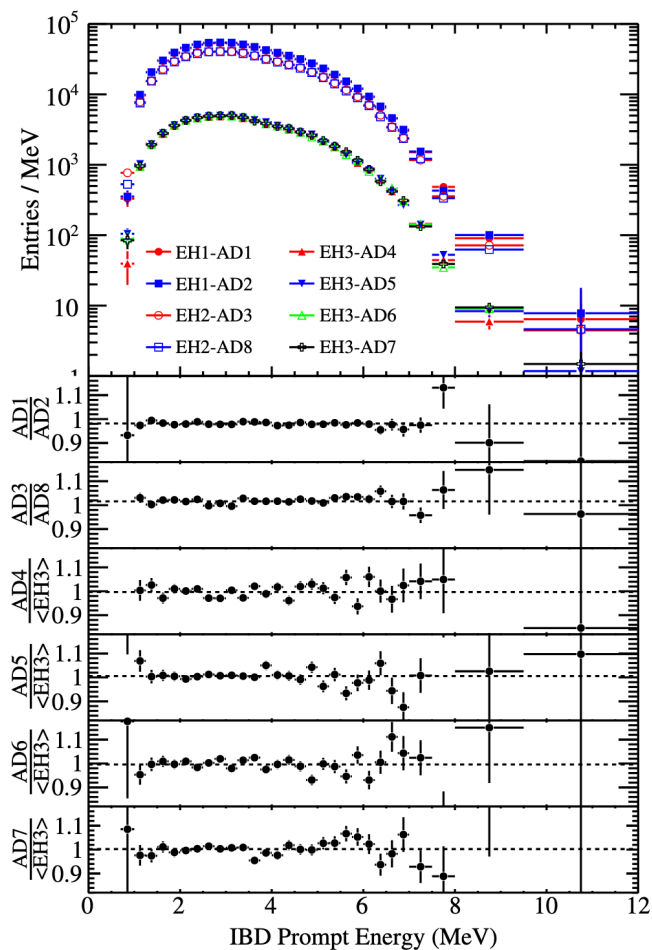 10^5
10^4
10^3
10^2
10
1
Entries / MeV
EH1-AD1 EH3-AD4
EH1-AD2 EH3-AD5
EH2-AD3 EH3-AD6
EH2-AD8 EH3-AD7
AD1
AD2
1.1
1
0.9
AD3
AD8
1.1
1
0.9
AD4
<EH3>
1.1
1
0.9
AD5
<EH3>
1.1
1
0.9
AD6
<EH3>
1.1
1
0.9
AD7
<EH3>
1.1
1
0.9
0 2 4 6 8 10 12
IBD Prompt Energy (MeV)